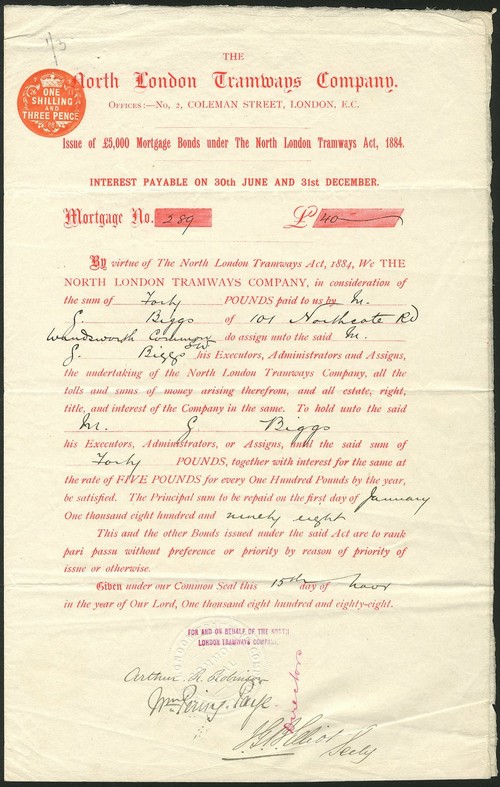 1/3
THE
North London Tramways Company.
OFFICES:—No, 2, COLEMAN STREET, LONDON, E.C.
ONE
SHILLING
AND
THREE PENCE
Issue of £5,000 Mortgage Bonds under The North London Tramways Act, 1884.
INTEREST PAYABLE ON 30th JUNE AND 31st DECEMBER.
Mortgage No. 289 £ 40
By virtue of The North London Tramways Act, 1884, We THE
NORTH LONDON TRAMWAYS COMPANY, in consideration of
the sum of Forty POUNDS paid to us by M.
G. Biggs of 101 Northcote Rd
Wandsworth Common SW do assign unto the said M.
G. Biggs his Executors, Administrators and Assigns,
the undertaking of the North London Tramways Company, all the
tolls and sums of money arising therefrom, and all estate, right,
title, and interest of the Company in the same. To hold unto the said
M. G Biggs
his Executors, Administrators, or Assigns, until the said sum of
Forty POUNDS, together with interest for the same at
the rate of FIVE POUNDS for every One Hundred Pounds by the year,
be satisfied. The Principal sum to be repaid on the first day of January
One thousand eight hundred and ninety eight
This and the other Bonds issued under the said Act are to rank
pari passu without preference or priority by reason of priority of
issue or otherwise.
Given under our Common Seal this 15th day of Novr
in the year of Our Lord, One thousand eight hundred and eighty-eight.
FOR AND ON BEHALF OF THE NORTH
LONDON TRAMWAYS COMPANY.
Directors
Arthur R. Robinson
Secty